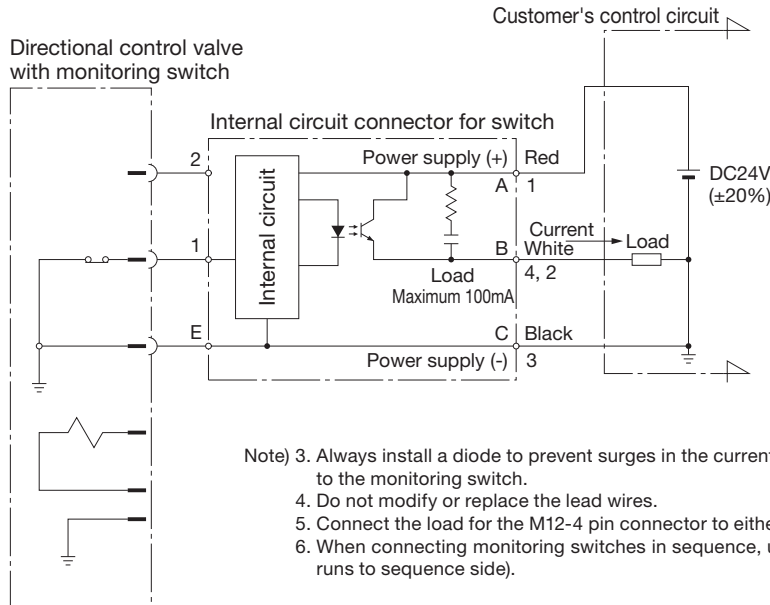 Customer's control circuit
Directional control valve
with monitoring switch
Internal circuit connector for switch
2
Power supply (+)
Red
A
1
DC24V
(±20%)
Internal circuit
1
Current
B
White
Load
Load
4, 2
Maximum 100mA
E
C
Black
Power supply (-)
3
Note) 3. Always install a diode to prevent surges in the current
to the monitoring switch.
4. Do not modify or replace the lead wires.
5. Connect the load for the M12-4 pin connector to
6. When connecting monitoring switches in sequence,
runs to sequence side).